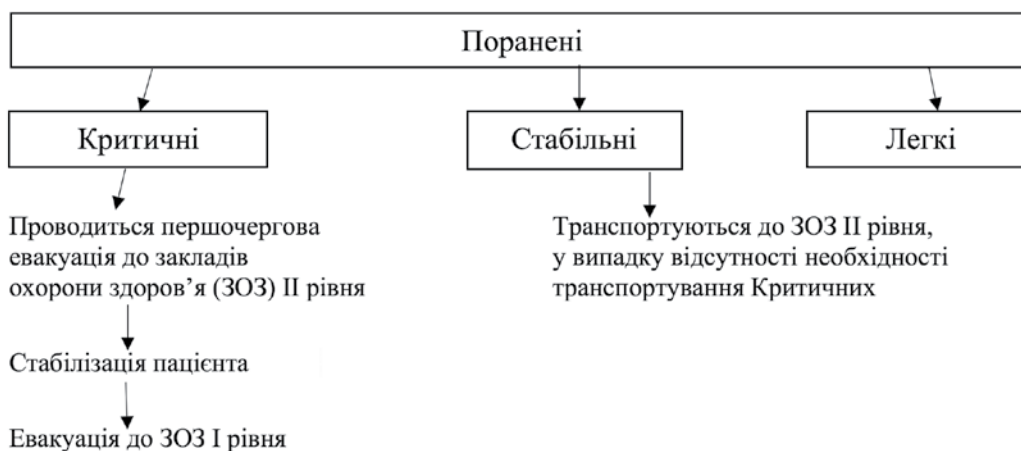 Поранені
Критичні
Стабільні
Легкі
Проводиться першочергова
евакуація до закладів
охорони здоров’я (ЗОЗ) ІІ рівня
Транспортуються до ЗОЗ ІІ рівня,
у випадку відсутності необхідності
транспортування Критичних
Стабілізація пацієнта
Евакуація до ЗОЗ І рівня